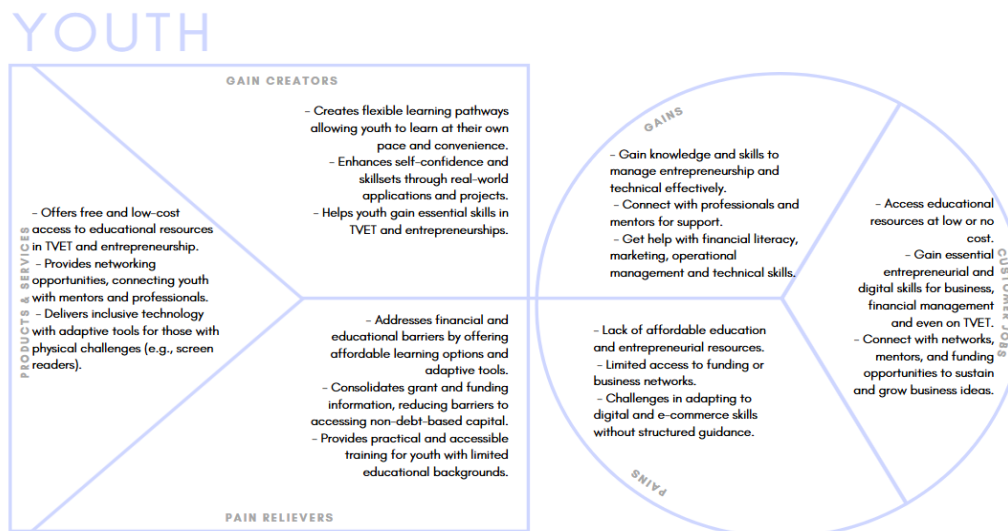 YOUTH
GAIN CREATORS
- Creates flexible learning pathways
allowing youth to learn at their own
pace and convenience.
- Enhances self-confidence and
skillsets through real-world
applications and projects.
- Helps youth gain essential skills in
TVET and entrepreneurships.
PRODUCTS & SERVICES
- Offers free and low-cost
access to educational resources
in TVET and entrepreneurship.
- Provides networking
opportunities, connecting youth
with mentors and professionals.
- Delivers inclusive technology
with adaptive tools for those with
physical challenges (e.g., screen
readers).
- Addresses financial and
educational barriers by offering
affordable learning options and
adaptive tools.
- Consolidates grant and funding
information, reducing barriers to
accessing non-debt-based capital.
- Provides practical and accessible
training for youth with limited
educational backgrounds.
PAIN RELIEVERS
GAINS
- Gain knowledge and skills to
manage entrepreneurship and
technical effectively.
- Connect with professionals and
mentors for support.
- Get help with financial literacy,
marketing, operational
management and technical skills.
- Lack of affordable education
and entrepreneurial resources.
- Limited access to funding or
business networks.
- Challenges in adapting to
digital and e-commerce skills
without structured guidance.
PAINS
- Access educational
resources at low or no
cost.
- Gain essential
entrepreneurial and
digital skills for business,
financial management
and even on TVET.
- Connect with networks,
mentors, and funding
opportunities to sustain
and grow business ideas.
CUSTOMER JOBS